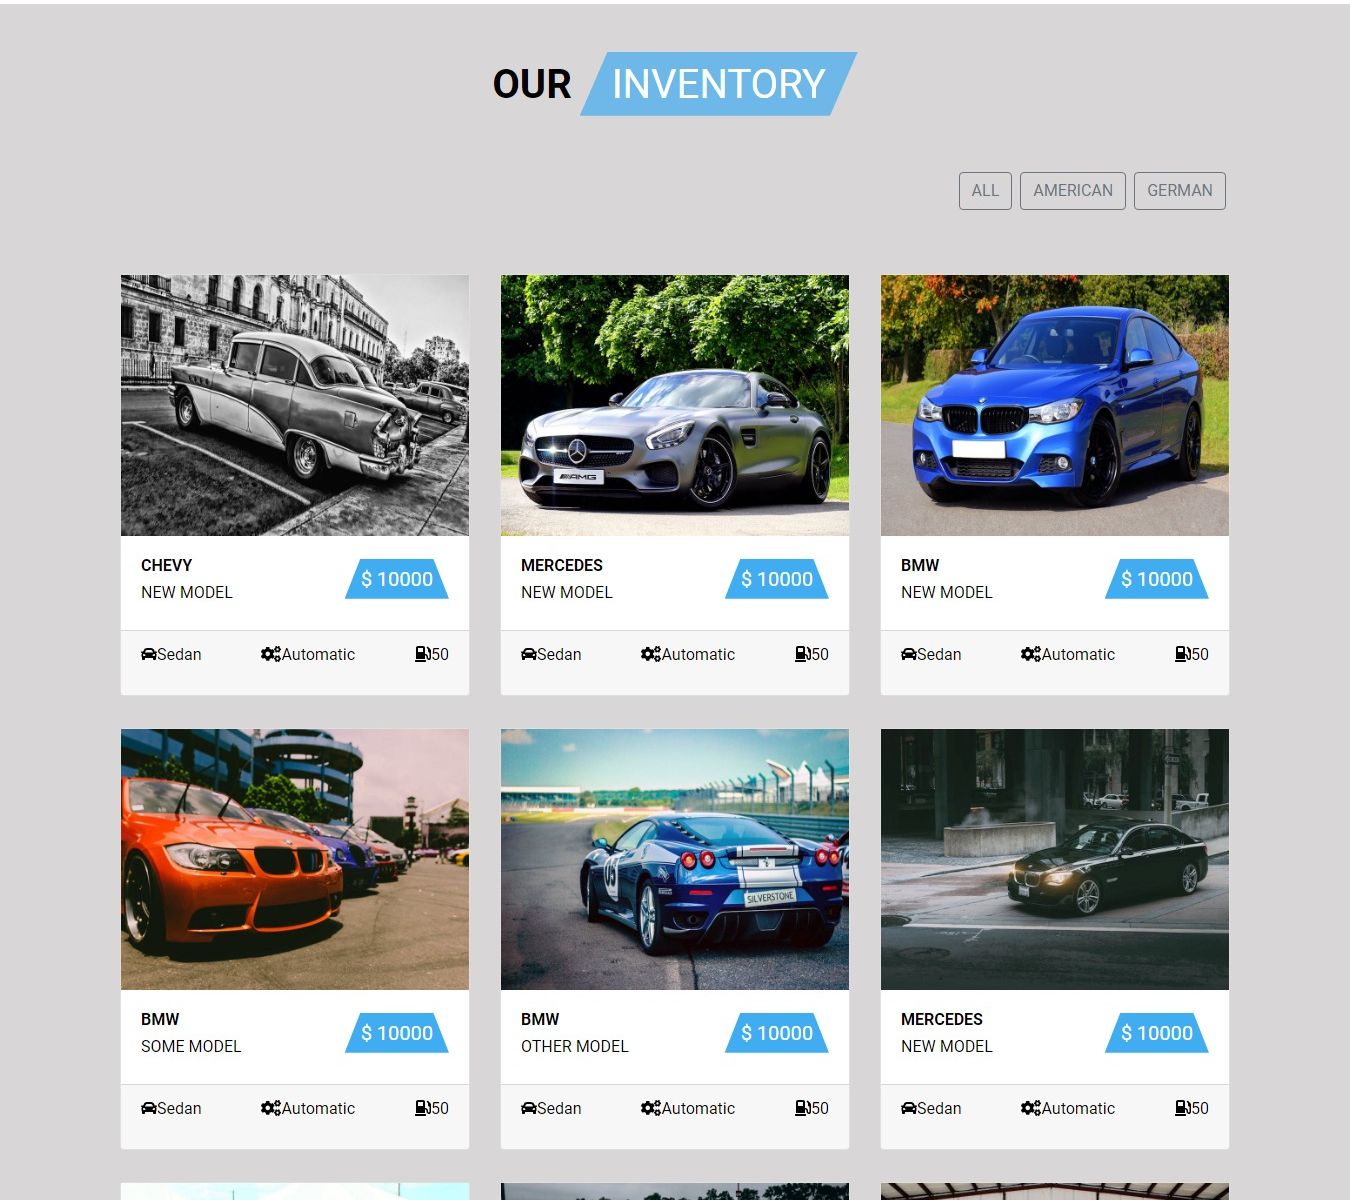 OUR INVENTORY
ALL AMERICAN GERMAN
AMG
CHEVY
NEW MODEL
$ 10000
Sedan Automatic 50
MERCEDES
NEW MODEL
$ 10000
Sedan Automatic 50
BMW
NEW MODEL
$ 10000
Sedan Automatic 50
SILVERSTONE
BMW
SOME MODEL
$ 10000
Sedan Automatic 50
BMW
OTHER MODEL
$ 10000
Sedan Automatic 50
MERCEDES
NEW MODEL
$ 10000
Sedan Automatic 50